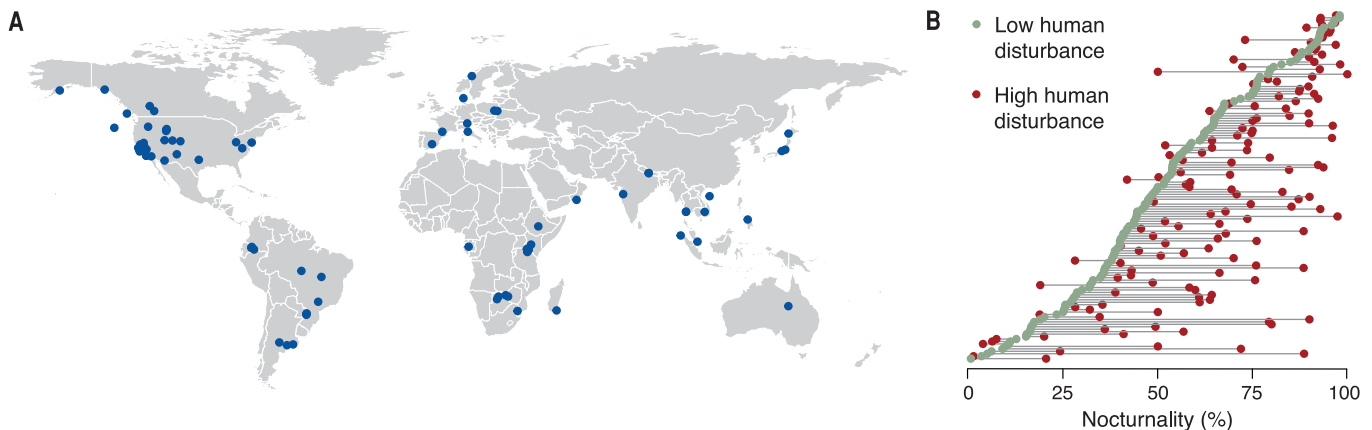 A
B
Low human
disturbance
High human
disturbance
0
25
50
75
100
Nocturnality (%)